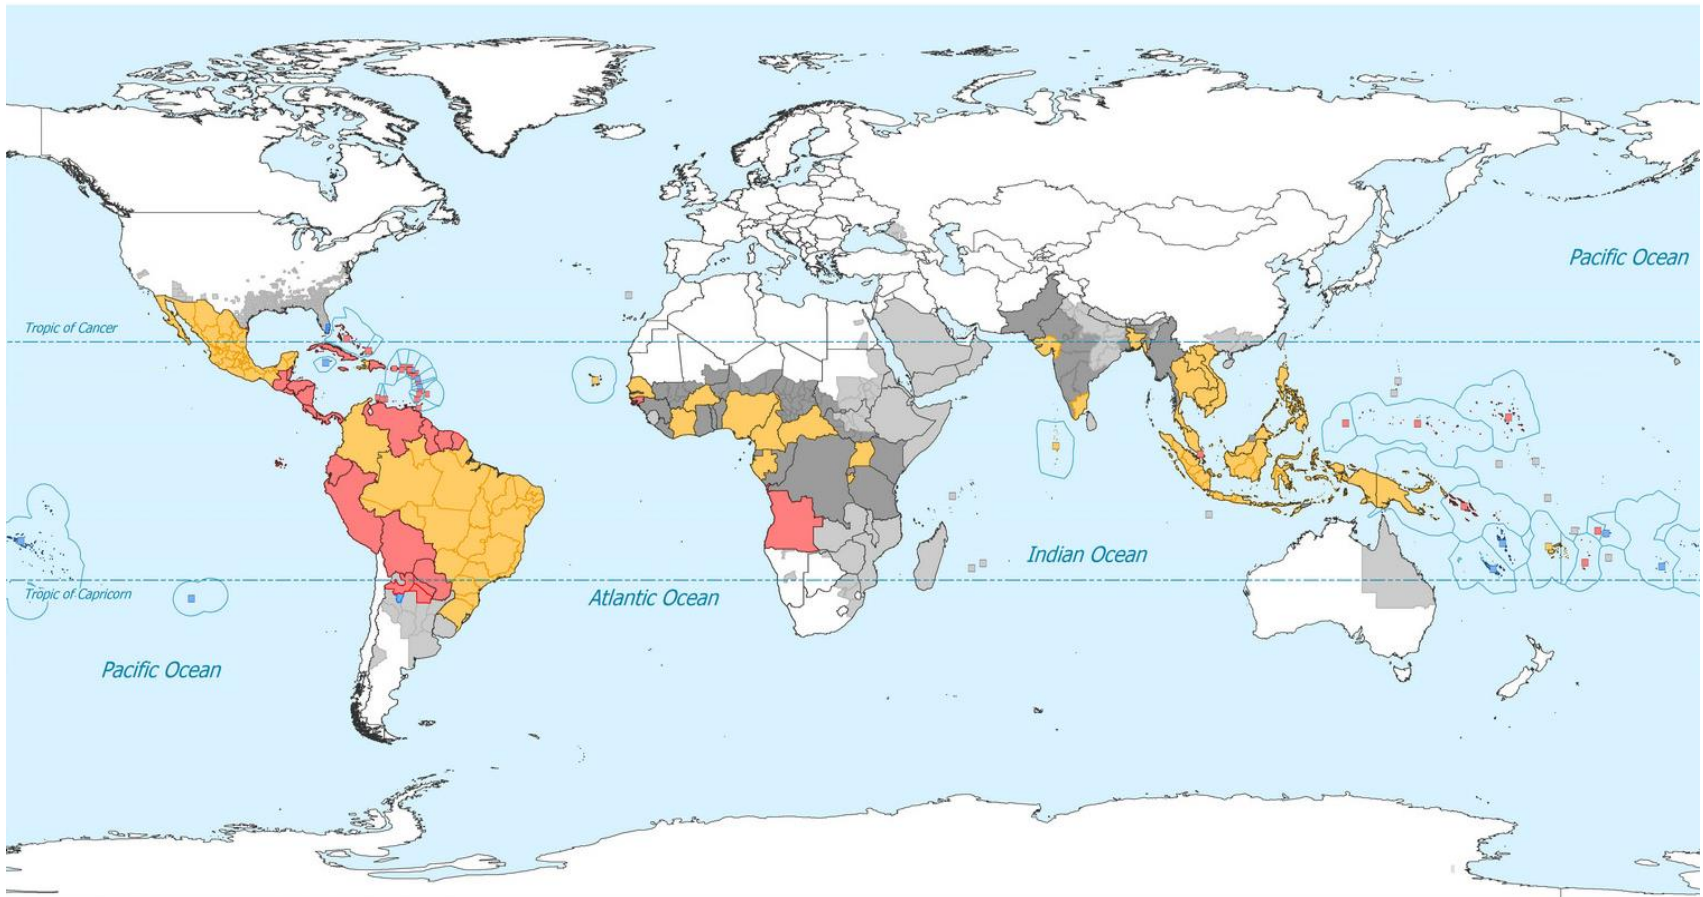 Pacific Ocean
Tropic of Cancer
Indian Ocean
Tropic of Capricorn
Atlantic Ocean
Pacific Ocean